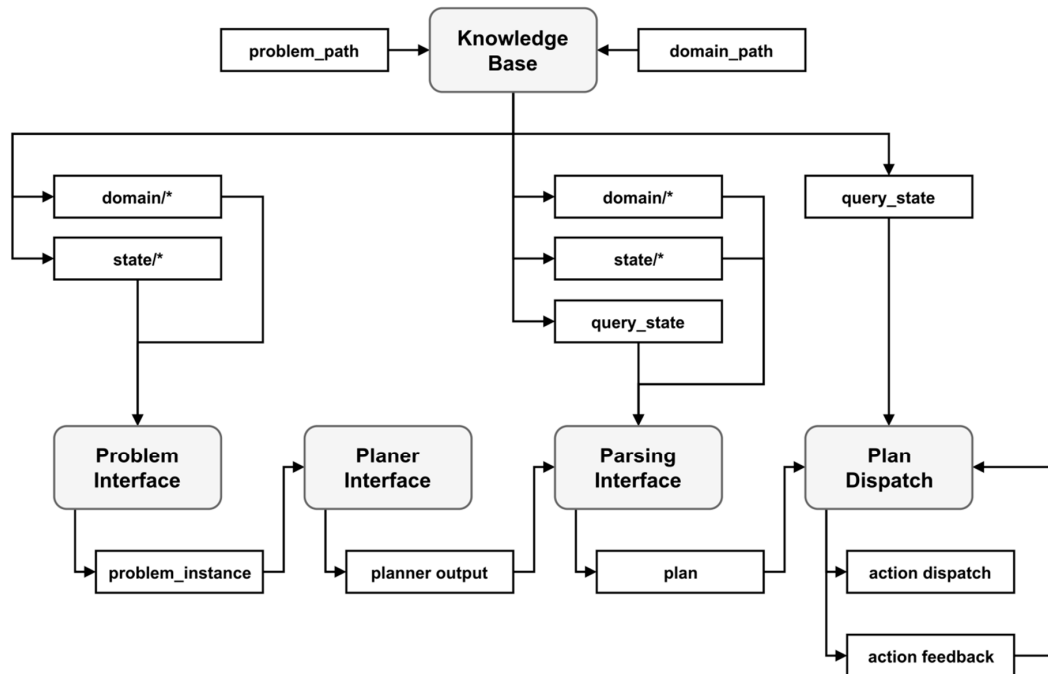 problem_path
Knowledge
Base
domain_path
domain/*
domain/*
query_state
state/*
state/*
query_state
Problem
Interface
Planer
Interface
Parsing
Interface
Plan
Dispatch
problem_instance
planner output
plan
action dispatch
action feedback